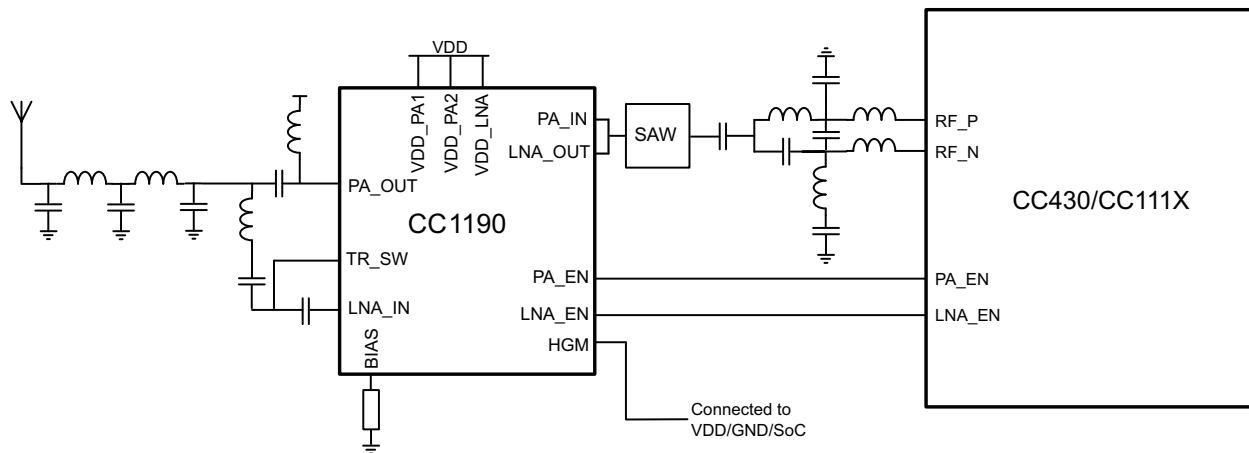 VDD
VDD_PA1
VDD_PA2
VDD_LNA
PA_IN
LNA_OUT
SAW
RF_P
RF_N
PA_OUT
CC1190
CC430/CC111X
TR_SW
LNA_IN
BIAS
PA_EN
LNA_EN
HGM
PA_EN
LNA_EN
Connected to
VDD/GND/SoC